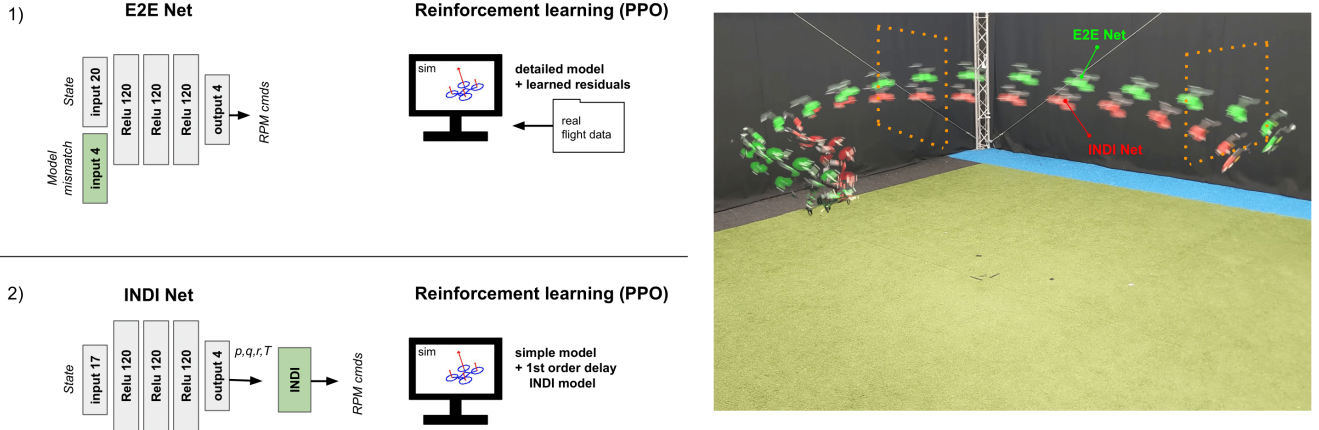 1)
E2E Net
Reinforcement learning (PPO)
State
input 20
Model
mismatch
input 4
Relu 120
Relu 120
Relu 120
output 4
RPM cmds
sim
detailed model
+ learned residuals
real
flight data
2)
INDI Net
Reinforcement learning (PPO)
State
input 17
Relu 120
Relu 120
Relu 120
output 4
p,q,r,T
INDI
RPM cmds
sim
simple model
+ 1st order delay
INDI model
E2E Net
INDI Net